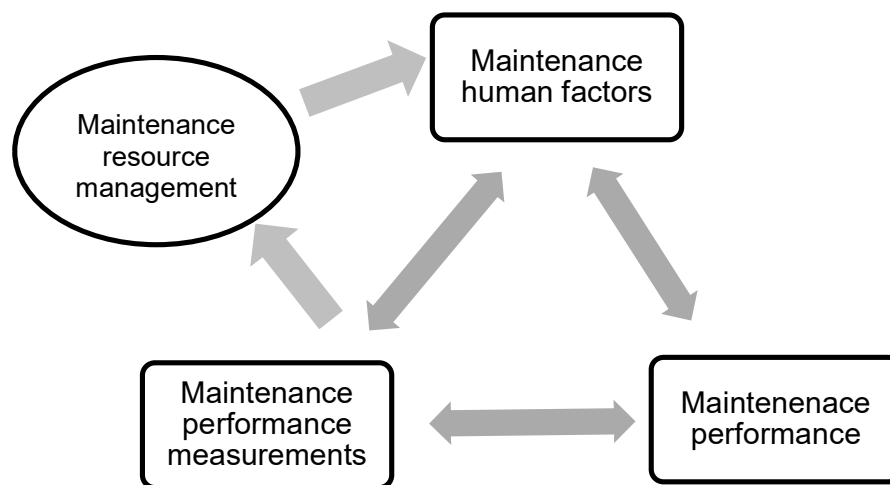 Maintenance
human factors
Maintenance
resource
management
Maintenance
performance
measurements
Maintenenace
performance